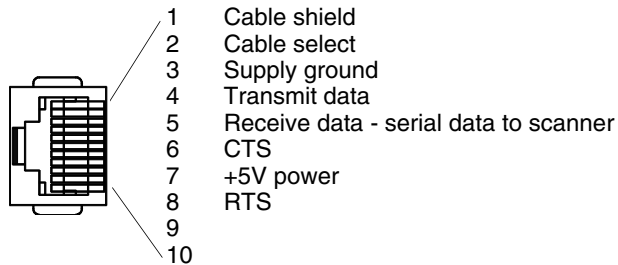 1 Cable shield
2 Cable select
3 Supply ground
4 Transmit data
5 Receive data - serial data to scanner
6 CTS
7 +5V power
8 RTS
9
10